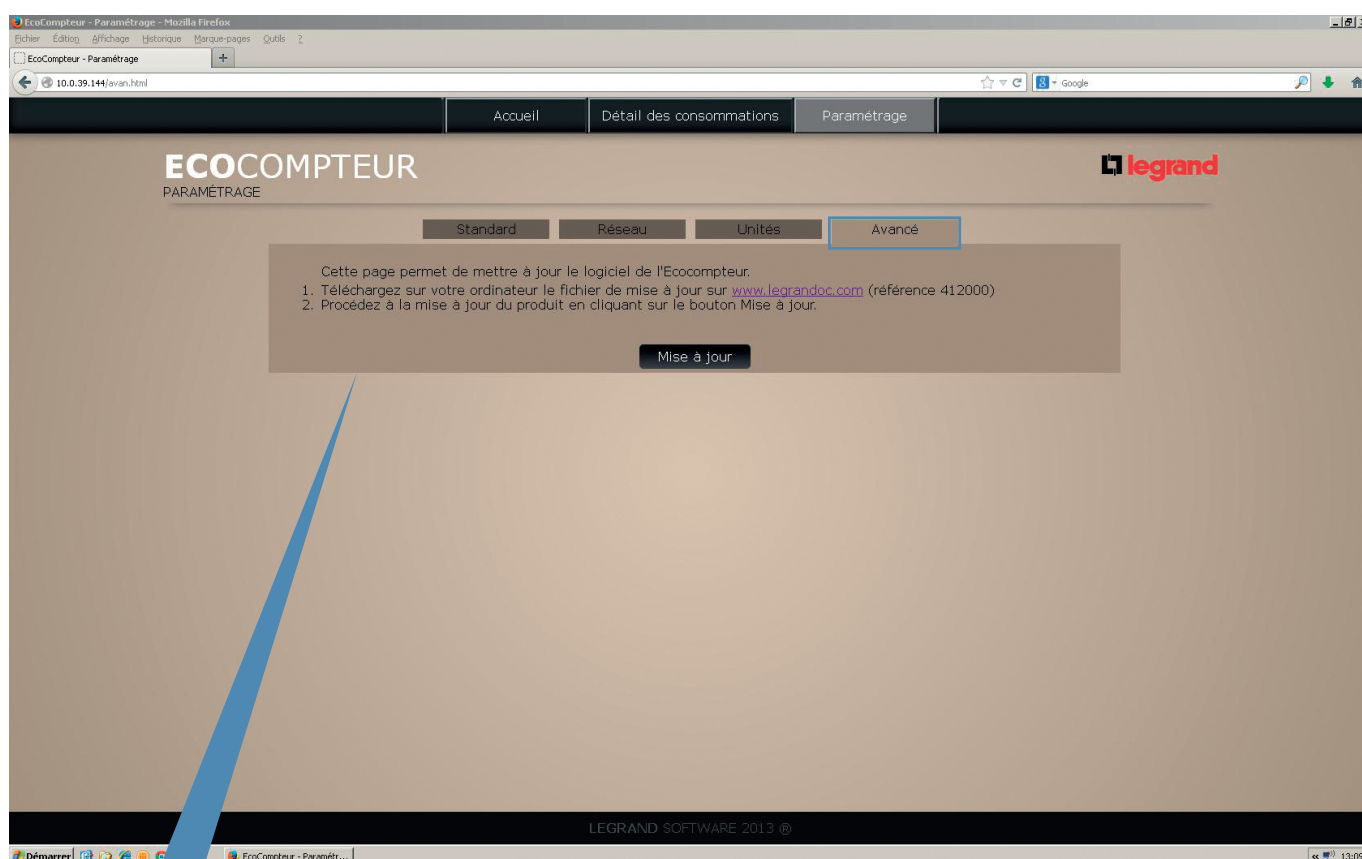 EcoCompteur - Paramétrage - Mozilla Firefox
Fichier Édition Affichage Historique Marque-pages Outils ?
EcoCompteur - Paramétrage +
10.0.39.144/avan.html Google
Accueil Détail des consommations Paramétrage
ECOCOMPTEUR
legrand
PARAMÉTRAGE
Standard Réseau Unités Avancé
Cette page permet de mettre à jour le logiciel de l'Ecocompteur.
1. Téléchargez sur votre ordinateur le fichier de mise à jour sur www.legrandoc.com (référence 412000)
2. Procédez à la mise à jour du produit en cliquant sur le bouton Mise à jour.
Mise à jour
LEGRAND SOFTWARE 2013 ®
Démarrer EcoCompteur - Paramétr... 13:09